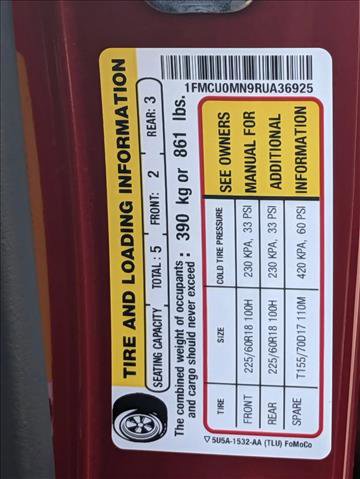 1FMCU0MN9RUA36925
TIRE AND LOADING INFORMATION
SEATING CAPACITY TOTAL : 5 FRONT: 2 REAR: 3
The combined weight of occupants : 390 kg or 861 lbs.
and cargo should never exceed :
TIRE SIZE COLD TIRE PRESSURE SEE OWNERS
FRONT 225/60R18 100H 230 KPA, 33 PSI MANUAL FOR
REAR 225/60R18 100H 230 KPA, 33 PSI ADDITIONAL
SPARE T155/70D17 110M 420 KPA, 60 PSI INFORMATION
▽ 5U5A-1532-AA (TLU) FoMoCo